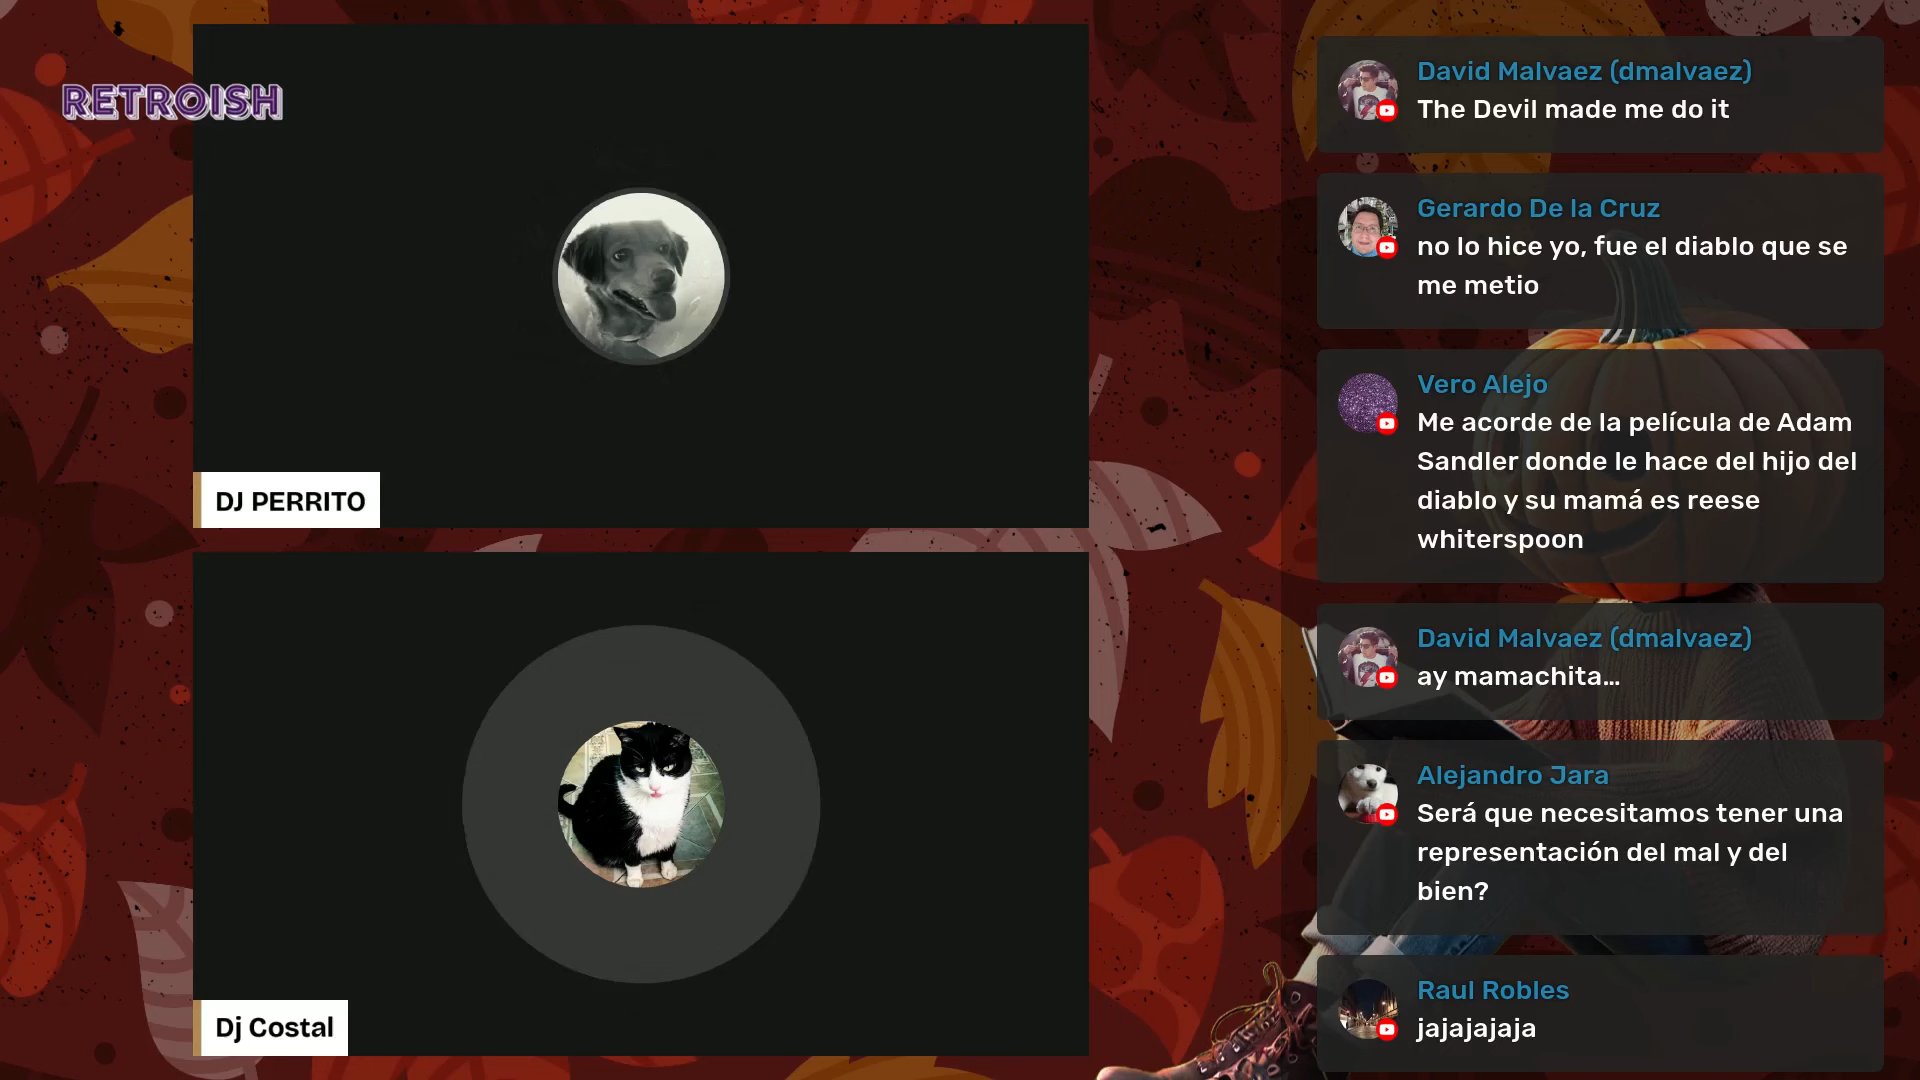 RETROISH
DJ PERRITO
Dj Costal
David Malvaez (dmalvaez)
The Devil made me do it
Gerardo De la Cruz
no lo hice yo, fue el diablo que se
me metio
Vero Alejo
Me acorde de la película de Adam
Sandler donde le hace del hijo del
diablo y su mamá es reese
whiterspoon
David Malvaez (dmalvaez)
ay mamachita...
Alejandro Jara
Será que necesitamos tener una
representación del mal y del
bien?
Raul Robles
jajajajaja